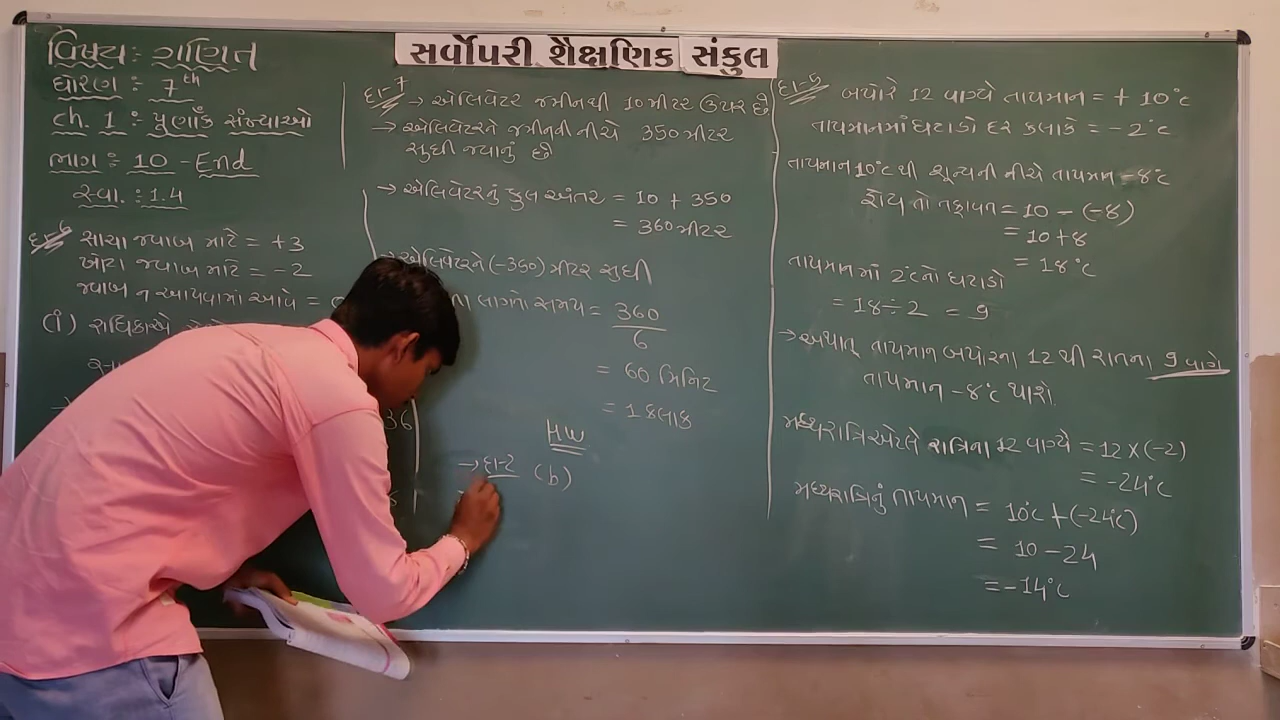 સર્વોપરી શૈક્ષણિક સંકુલ
વિષય : ગણિત
ધોરણ : 7th
ch. 1 : પૂર્ણાંક સંખ્યાઓ
ભાગ : 10 - End
સ્વા. : 1.4
દા-6 સાચા જવાબ માટે = +3
ખોટા જવાબ માટે = -2
જવાબ ન આપવામાં આવે =
(i) રાધિકાએ
36
દા-7 → એલિવેટર જમીનથી 10 મીટર ઉપર છે
→ એલિવેટરને જમીનની નીચે 350 મીટર
સુધી જવાનું છે
→ એલિવેટરનું કુલ અંતર = 10 + 350
= 360 મીટર
એલિવેટરને (-350) મીટર સુધી
લાગતો સમય = 360
6
= 60 મિનિટ
= 1 કલાક
HW
→ દા-2 (b)
દા-5 બપોરે 12 વાગ્યે તાપમાન = + 10°c
તાપમાનમાં ઘટાડો દર કલાકે = -2°c
તાપમાન 10°c થી શૂન્યની નીચે તાપમાન -8°c
હોય તો તફાવત = 10 - (-8)
= 10+8
= 18°c
તાપમાનમાં 2°cનો ઘટાડો
= 18÷2 = 9
→ અર્થાત્ તાપમાન બપોરના 12 થી રાતના 9 વાગે
તાપમાન -8°c થાશે.
મધ્યરાત્રિ એટલે રાત્રિના 12 વાગ્યે = 12×(-2)
= -24°c
મધ્યરાત્રિનું તાપમાન = 10°c +(-24°c)
= 10-24
= -14°c